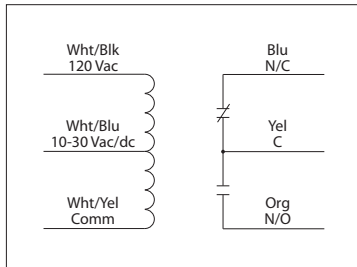 Wht/Blk
120 Vac
Wht/Blu
10-30 Vac/dc
Wht/Yel
Comm
Blu
N/C
Yel
C
Org
N/O